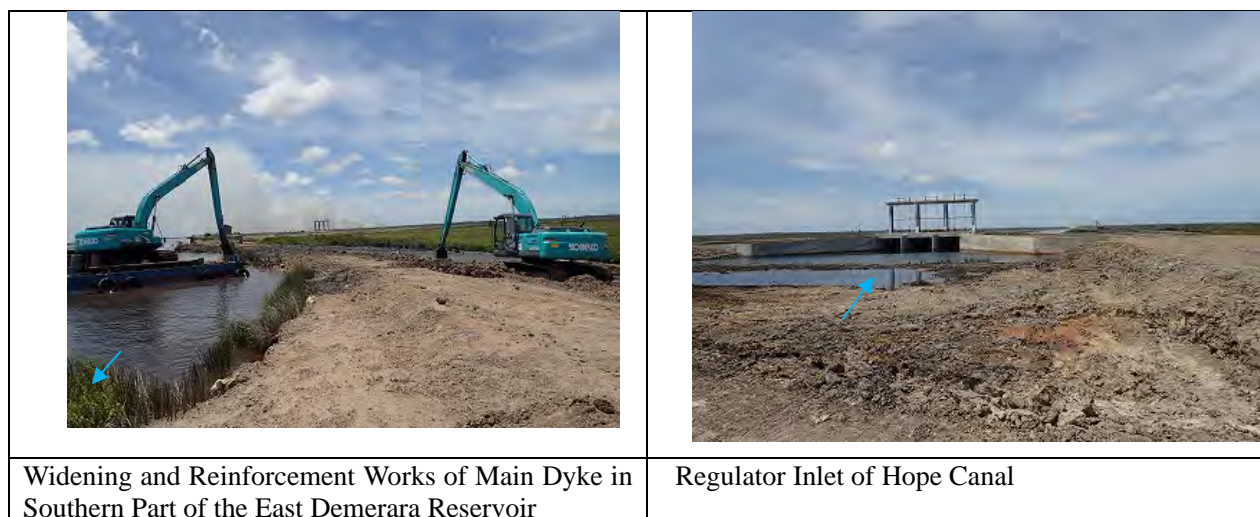 KOBELCO
Widening and Reinforcement Works of Main Dyke in
Southern Part of the East Demerara Reservoir
Regulator Inlet of Hope Canal